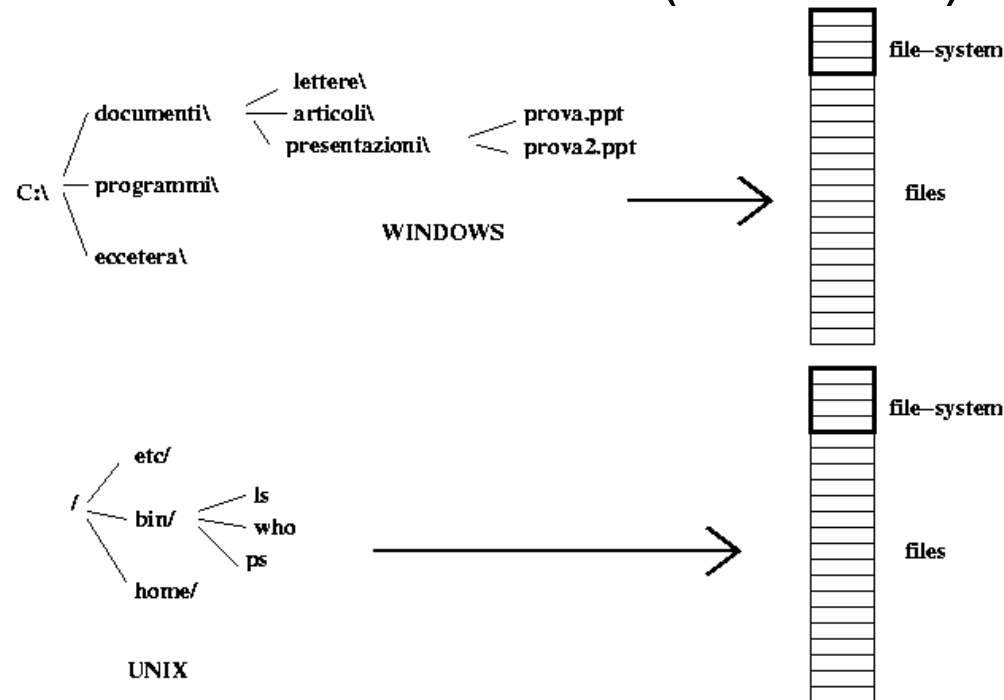 file-system
lettere\
documenti\
articoli\
prova.ppt
presentazioni\
prova2.ppt
C:\
programmi\
files
WINDOWS
eccetera\
file-system
etc/
/
ls
bin/
who
files
ps
home/
UNIX